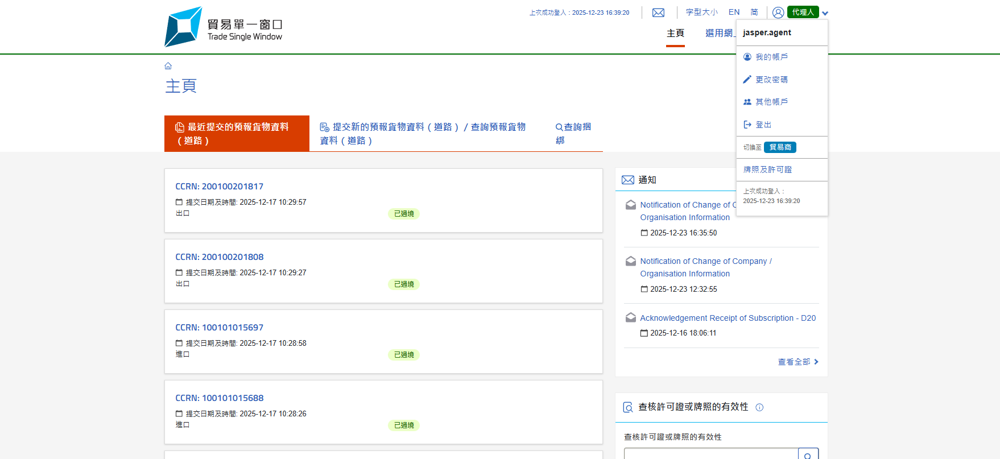 貿易單一窗口
Trade Single Window
上次成功登入：2025-12-23 16:39:20
字型大小
EN
簡
代理人
主頁
選用網上
jasper.agent
我的帳戶
更改密碼
其他帳戶
登出
切換至 貿易商
牌照及許可證
上次成功登入：
2025-12-23 16:39:20
主頁
最近提交的預報貨物資料
（道路）
提交新的預報貨物資料（道路）/ 查詢預報貨物
資料（道路）
查詢捆
綁
CCRN: 200100201817
提交日期及時間: 2025-12-17 10:29:57
出口
已過境
CCRN: 200100201808
提交日期及時間: 2025-12-17 10:29:27
出口
已過境
CCRN: 100101015697
提交日期及時間: 2025-12-17 10:28:58
進口
已過境
CCRN: 100101015688
提交日期及時間: 2025-12-17 10:28:26
進口
已過境
通知
Notification of Change of C
Organisation Information
2025-12-23 16:35:50
Notification of Change of Company /
Organisation Information
2025-12-23 12:32:55
Acknowledgement Receipt of Subscription - D20
2025-12-16 18:06:11
查看全部
查核許可證或牌照的有效性
查核許可證或牌照的有效性